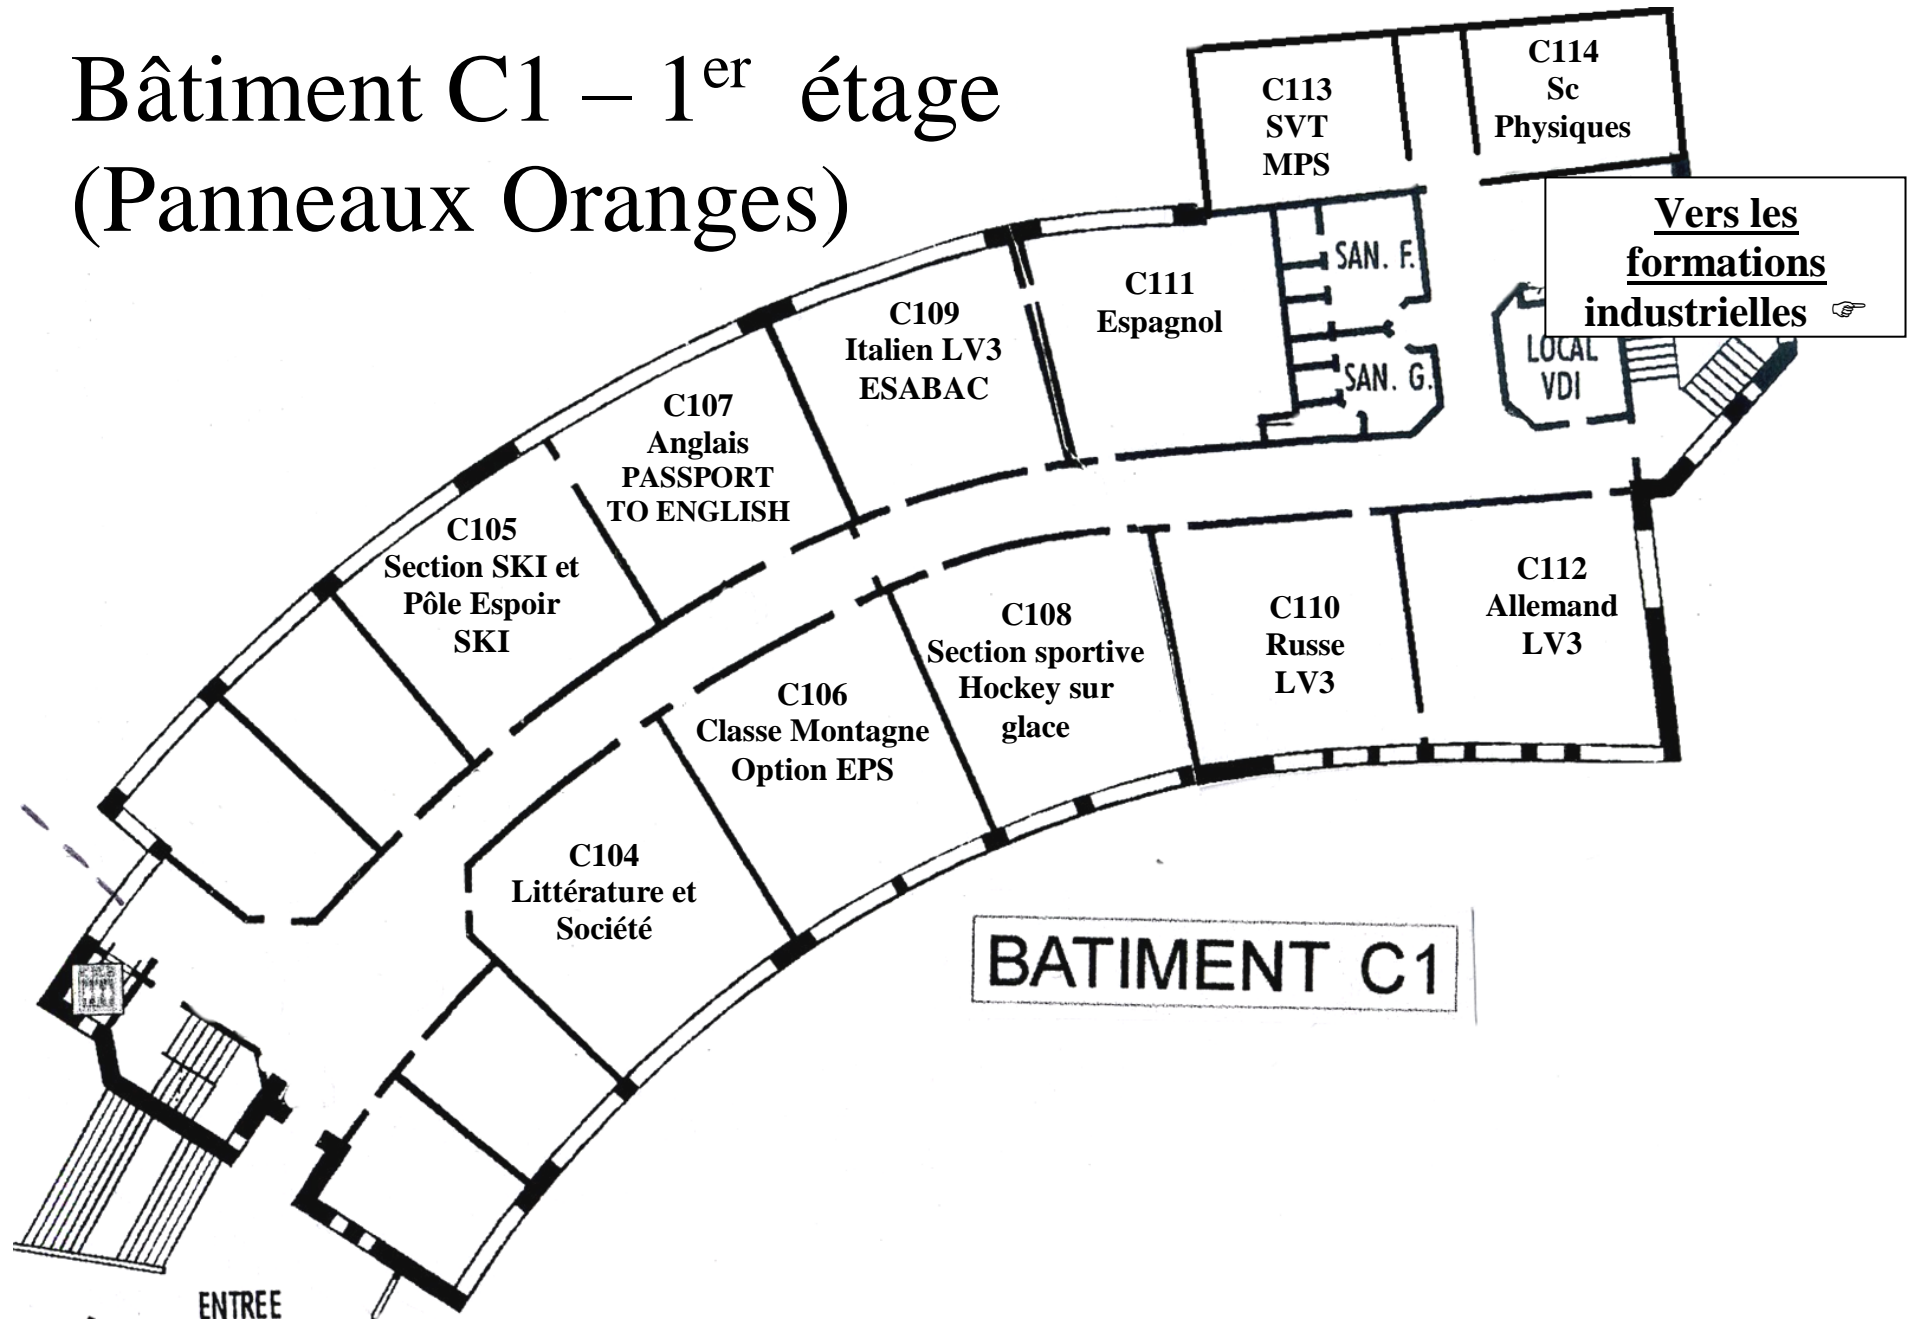 Bâtiment C1 – 1er étage
(Panneaux Oranges)
C113
SVT
MPS
C114
Sc
Physiques
Vers les
formations
industrielles ☞
SAN. F.
SAN. G.
LOCAL
VDI
C111
Espagnol
C109
Italien LV3
ESABAC
C107
Anglais
PASSPORT
TO ENGLISH
C105
Section SKI et
Pôle Espoir
SKI
C112
Allemand
LV3
C110
Russe
LV3
C108
Section sportive
Hockey sur
glace
C106
Classe Montagne
Option EPS
C104
Littérature et
Société
BATIMENT C1
ENTREE